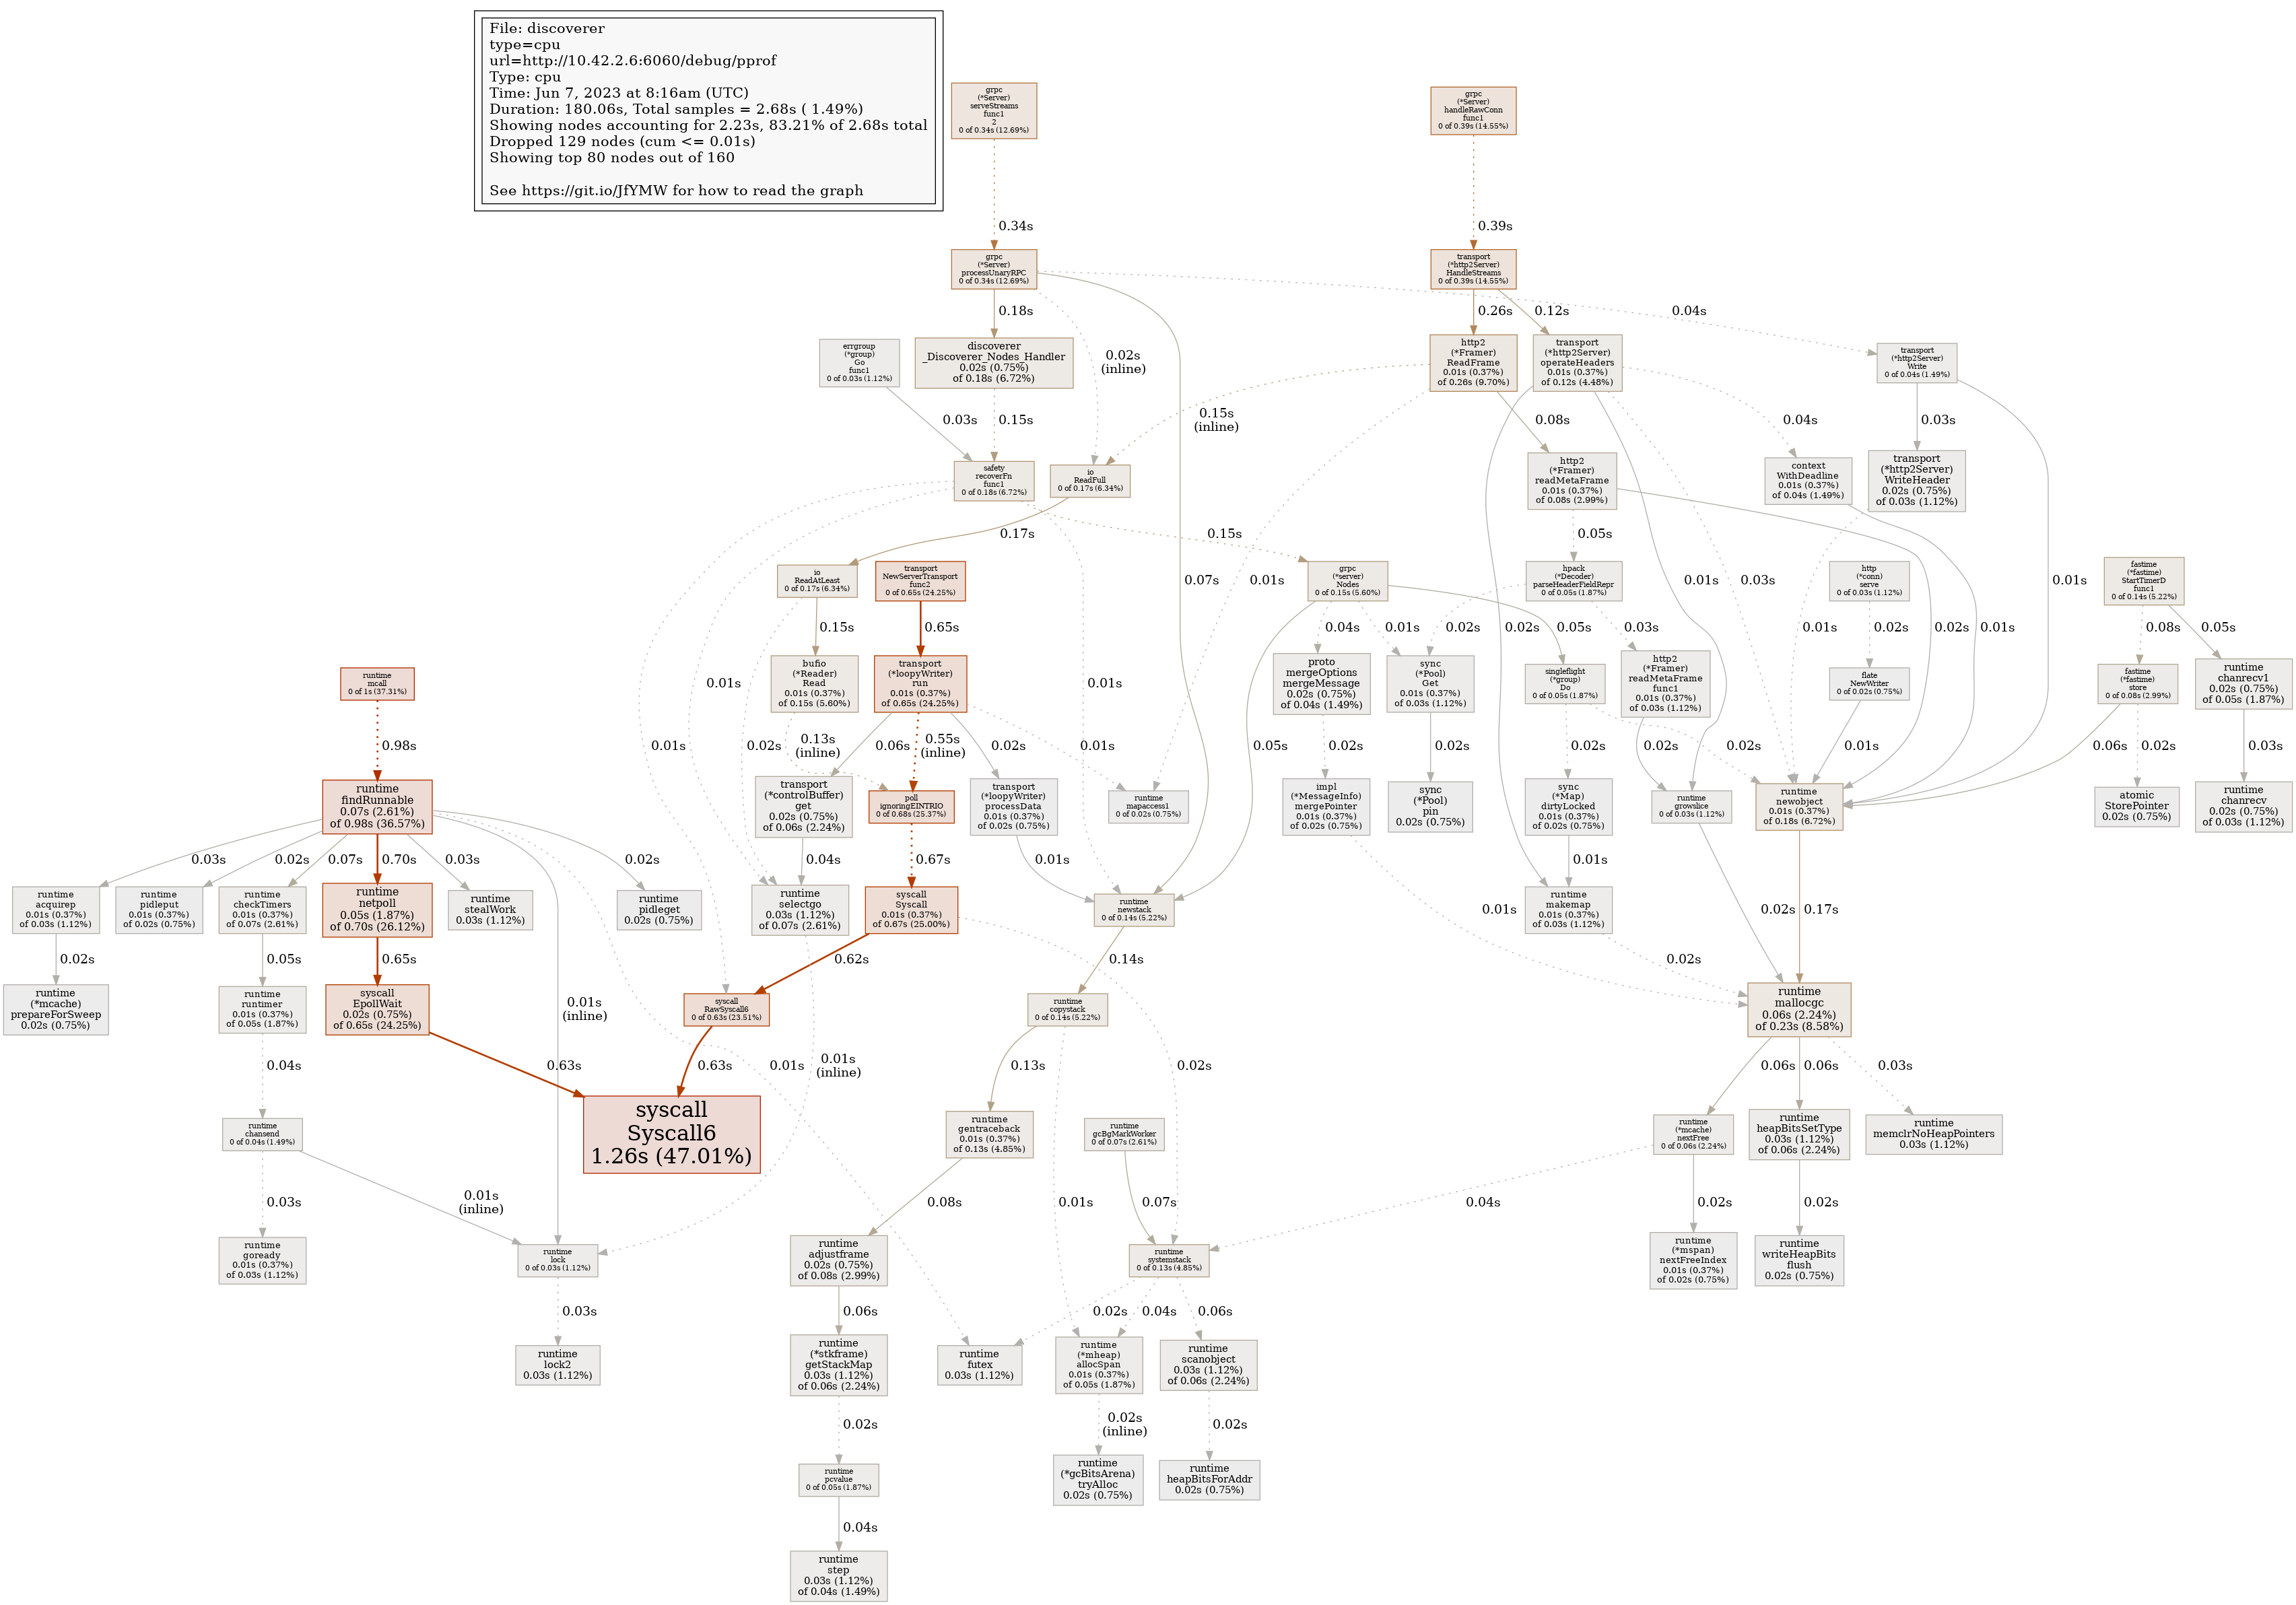 File: discoverer
type=cpu
url=http://10.42.2.6:6060/debug/pprof
Type: cpu
Time: Jun 7, 2023 at 8:16am (UTC)
Duration: 180.06s, Total samples = 2.68s ( 1.49%)
Showing nodes accounting for 2.23s, 83.21% of 2.68s total
Dropped 129 nodes (cum <= 0.01s)
Showing top 80 nodes out of 160
See https://git.io/JfYMW for how to read the graph
grpc
(*Server)
serveStreams
func1
2
0 of 0.34s (12.69%)
grpc
(*Server)
handleRawConn
func1
0 of 0.39s (14.55%)
0.34s
0.39s
grpc
(*Server)
processUnaryRPC
0 of 0.34s (12.69%)
transport
(*http2Server)
HandleStreams
0 of 0.39s (14.55%)
0.18s
0.02s
(inline)
0.26s
0.12s
0.04s
errgroup
(*group)
Go
func1
0 of 0.03s (1.12%)
discoverer
_Discoverer_Nodes_Handler
0.02s (0.75%)
of 0.18s (6.72%)
http2
(*Framer)
ReadFrame
0.01s (0.37%)
of 0.26s (9.70%)
transport
(*http2Server)
operateHeaders
0.01s (0.37%)
of 0.12s (4.48%)
transport
(*http2Server)
Write
0 of 0.04s (1.49%)
0.03s
0.15s
0.15s
(inline)
0.08s
0.04s
0.03s
safety
recoverFn
func1
0 of 0.18s (6.72%)
io
ReadFull
0 of 0.17s (6.34%)
http2
(*Framer)
readMetaFrame
0.01s (0.37%)
of 0.08s (2.99%)
context
WithDeadline
0.01s (0.37%)
of 0.04s (1.49%)
transport
(*http2Server)
WriteHeader
0.02s (0.75%)
of 0.03s (1.12%)
0.17s
0.15s
0.05s
io
ReadAtLeast
0 of 0.17s (6.34%)
transport
NewServerTransport
func2
0 of 0.65s (24.25%)
0.07s
0.01s
grpc
(*server)
Nodes
0 of 0.15s (5.60%)
hpack
(*Decoder)
parseHeaderFieldRepr
0 of 0.05s (1.87%)
0.01s
0.03s
http
(*conn)
serve
0 of 0.03s (1.12%)
0.01s
fastime
(*fastime)
StartTimerD
func1
0 of 0.14s (5.22%)
0.15s
0.65s
0.04s
0.01s
0.02s
0.05s
0.03s
0.02s
0.01s
0.02s
0.02s
0.01s
0.08s
0.05s
runtime
mcall
0 of 1s (37.31%)
0.01s
bufio
(*Reader)
Read
0.01s (0.37%)
of 0.15s (5.60%)
transport
(*loopyWriter)
run
0.01s (0.37%)
of 0.65s (24.25%)
0.01s
proto
mergeOptions
mergeMessage
0.02s (0.75%)
of 0.04s (1.49%)
sync
(*Pool)
Get
0.01s (0.37%)
of 0.03s (1.12%)
singleflight
(*group)
Do
0 of 0.05s (1.87%)
http2
(*Framer)
readMetaFrame
func1
0.01s (0.37%)
of 0.03s (1.12%)
flate
NewWriter
0 of 0.02s (0.75%)
fastime
(*fastime)
store
0 of 0.08s (2.99%)
runtime
chanrecv1
0.02s (0.75%)
of 0.05s (1.87%)
0.98s
0.01s
0.02s
0.13s
(inline)
0.06s
0.55s
(inline)
0.02s
0.01s
0.05s
0.02s
0.02s
0.02s
0.02s
0.02s
0.01s
0.06s
0.02s
0.03s
runtime
findRunnable
0.07s (2.61%)
of 0.98s (36.57%)
transport
(*controlBuffer)
get
0.02s (0.75%)
of 0.06s (2.24%)
poll
ignoringEINTRIO
0 of 0.68s (25.37%)
transport
(*loopyWriter)
processData
0.01s (0.37%)
of 0.02s (0.75%)
runtime
mapaccess1
0 of 0.02s (0.75%)
impl
(*MessageInfo)
mergePointer
0.01s (0.37%)
of 0.02s (0.75%)
sync
(*Pool)
pin
0.02s (0.75%)
sync
(*Map)
dirtyLocked
0.01s (0.37%)
of 0.02s (0.75%)
runtime
growslice
0 of 0.03s (1.12%)
runtime
newobject
0.01s (0.37%)
of 0.18s (6.72%)
atomic
StorePointer
0.02s (0.75%)
runtime
chanrecv
0.02s (0.75%)
of 0.03s (1.12%)
0.03s
0.02s
0.07s
0.70s
0.03s
0.02s
0.04s
0.67s
0.01s
0.01s
runtime
acquirep
0.01s (0.37%)
of 0.03s (1.12%)
runtime
pidleput
0.01s (0.37%)
of 0.02s (0.75%)
runtime
checkTimers
0.01s (0.37%)
of 0.07s (2.61%)
runtime
netpoll
0.05s (1.87%)
of 0.70s (26.12%)
runtime
stealWork
0.03s (1.12%)
runtime
pidleget
0.02s (0.75%)
runtime
selectgo
0.03s (1.12%)
of 0.07s (2.61%)
syscall
Syscall
0.01s (0.37%)
of 0.67s (25.00%)
runtime
newstack
0 of 0.14s (5.22%)
0.01s
runtime
makemap
0.01s (0.37%)
of 0.03s (1.12%)
0.02s
0.17s
0.02s
0.05s
0.65s
0.62s
0.14s
0.02s
runtime
(*mcache)
prepareForSweep
0.02s (0.75%)
runtime
runtimer
0.01s (0.37%)
of 0.05s (1.87%)
syscall
EpollWait
0.02s (0.75%)
of 0.65s (24.25%)
0.01s
(inline)
syscall
RawSyscall6
0 of 0.63s (23.51%)
runtime
copystack
0 of 0.14s (5.22%)
runtime
mallocgc
0.06s (2.24%)
of 0.23s (8.58%)
0.04s
0.63s
0.63s
0.01s
0.01s
(inline)
0.13s
0.02s
0.06s
0.06s
0.03s
runtime
chansend
0 of 0.04s (1.49%)
syscall
Syscall6
1.26s (47.01%)
runtime
gentraceback
0.01s (0.37%)
of 0.13s (4.85%)
runtime
gcBgMarkWorker
0 of 0.07s (2.61%)
runtime
(*mcache)
nextFree
0 of 0.06s (2.24%)
runtime
heapBitsSetType
0.03s (1.12%)
of 0.06s (2.24%)
runtime
memclrNoHeapPointers
0.03s (1.12%)
0.03s
0.01s
(inline)
0.08s
0.01s
0.07s
0.04s
0.02s
0.02s
runtime
goready
0.01s (0.37%)
of 0.03s (1.12%)
runtime
lock
0 of 0.03s (1.12%)
runtime
adjustframe
0.02s (0.75%)
of 0.08s (2.99%)
runtime
systemstack
0 of 0.13s (4.85%)
runtime
(*mspan)
nextFreeIndex
0.01s (0.37%)
of 0.02s (0.75%)
runtime
writeHeapBits
flush
0.02s (0.75%)
0.03s
0.06s
0.02s
0.04s
0.06s
runtime
lock2
0.03s (1.12%)
runtime
(*stkframe)
getStackMap
0.03s (1.12%)
of 0.06s (2.24%)
runtime
futex
0.03s (1.12%)
runtime
(*mheap)
allocSpan
0.01s (0.37%)
of 0.05s (1.87%)
runtime
scanobject
0.03s (1.12%)
of 0.06s (2.24%)
0.02s
0.02s
(inline)
0.02s
runtime
pcvalue
0 of 0.05s (1.87%)
runtime
(*gcBitsArena)
tryAlloc
0.02s (0.75%)
runtime
heapBitsForAddr
0.02s (0.75%)
0.04s
runtime
step
0.03s (1.12%)
of 0.04s (1.49%)